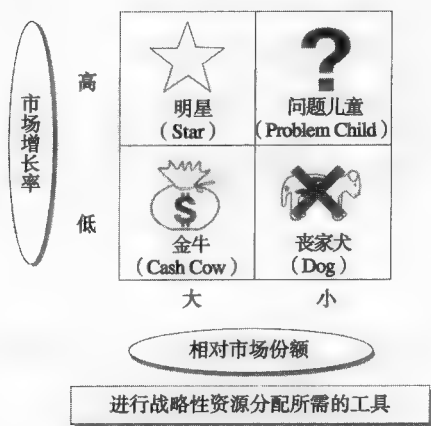 市场增长率
高
明星
(Star)
问题儿童
(Problem Child)
低
$
金牛
(Cash Cow)
丧家犬
(Dog)
大
小
相对市场份额
进行战略性资源分配所需的工具